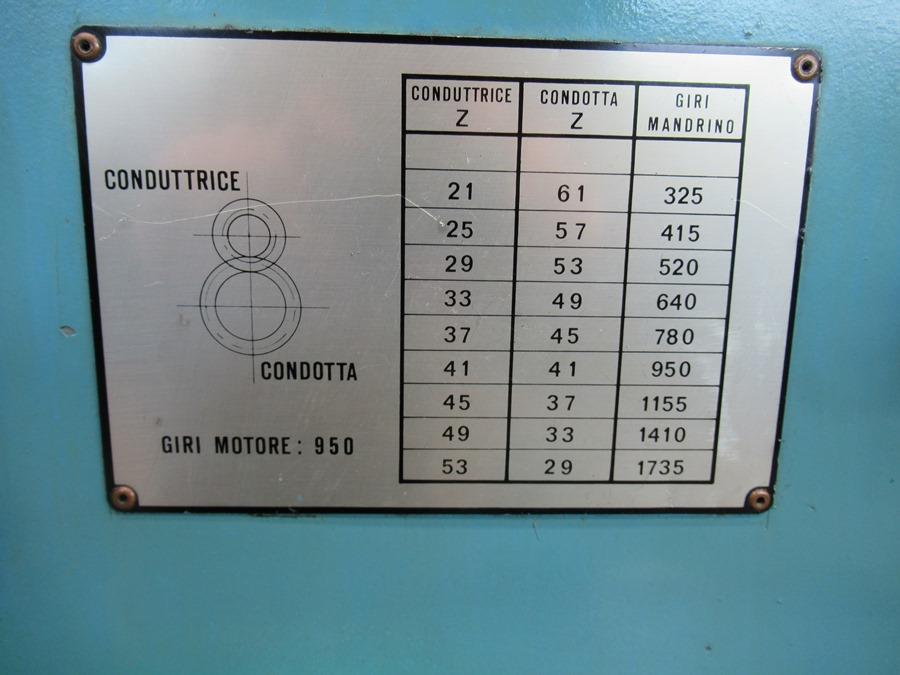 CONDUTTRICE
CONDOTTA
GIRI MOTORE: 950
CONDUTTRICE Z CONDOTTA Z GIRI MANDRINO
21 61 325
25 57 415
29 53 520
33 49 640
37 45 780
41 41 950
45 37 1155
49 33 1410
53 29 1735